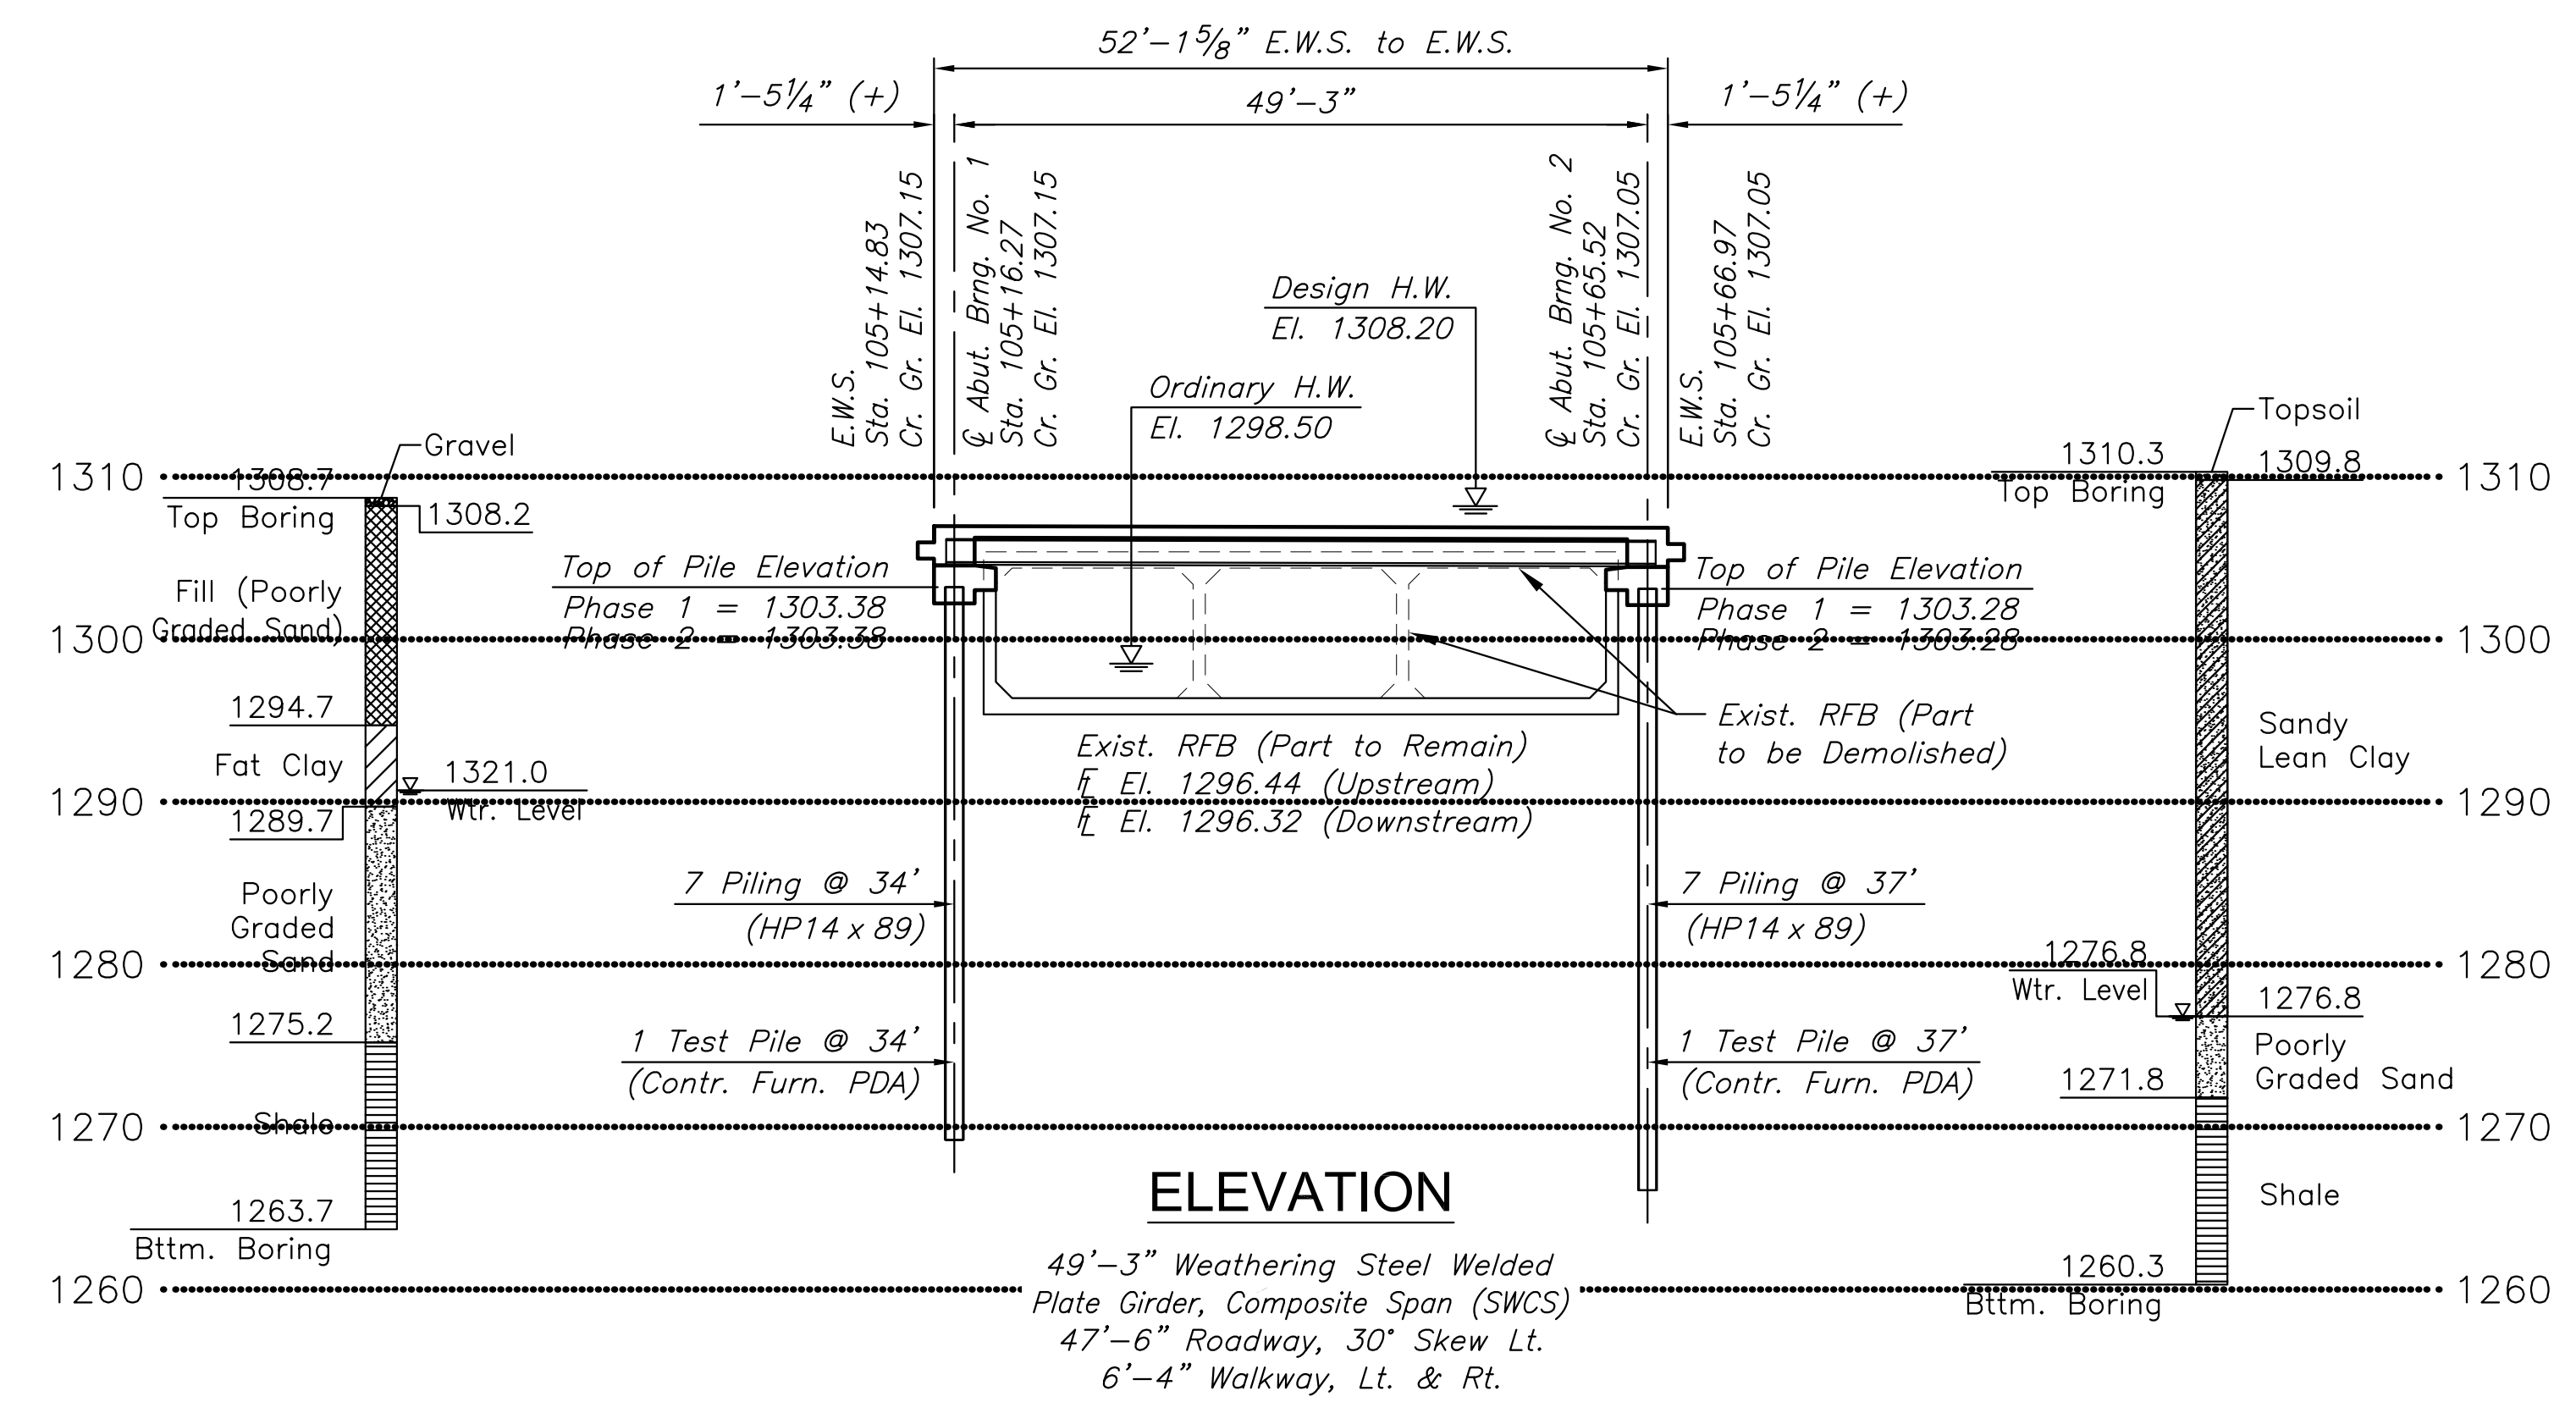 52'-1⅝" E.W.S. to E.W.S.
1'-5¼" (+)
49'-3"
1'-5¼" (+)
E.W.S.
Sta. 105+14.83
Cr. Gr. El. 1307.15
℄ Abut. Brng. No. 1
Sta. 105+16.27
Cr. Gr. El. 1307.15
℄ Abut. Brng. No. 2
Sta. 105+65.52
Cr. Gr. El. 1307.05
E.W.S.
Sta. 105+66.97
Cr. Gr. El. 1307.05
Design H.W.
El. 1308.20
Ordinary H.W.
El. 1298.50
1310
1300
1290
1280
1270
1260
Gravel
1308.7
Top Boring
1308.2
Fill (Poorly
Graded Sand)
1294.7
Fat Clay
1321.0
Wtr. Level
1289.7
Poorly
Graded
Sand
1275.2
Shale
1263.7
Bttm. Boring
Top of Pile Elevation
Phase 1 = 1303.38
Phase 2 = 1303.38
Top of Pile Elevation
Phase 1 = 1303.28
Phase 2 = 1303.28
Exist. RFB (Part
to be Demolished)
Exist. RFB (Part to Remain)
F̵L El. 1296.44 (Upstream)
F̵L El. 1296.32 (Downstream)
7 Piling @ 34'
(HP14 x 89)
7 Piling @ 37'
(HP14 x 89)
1 Test Pile @ 34'
(Contr. Furn. PDA)
1 Test Pile @ 37'
(Contr. Furn. PDA)
Topsoil
1310.3
Top Boring
1309.8
Sandy
Lean Clay
1276.8
Wtr. Level
1276.8
Poorly
Graded Sand
1271.8
Shale
1260.3
Bttm. Boring
1310
1300
1290
1280
1270
1260
ELEVATION
49'-3" Weathering Steel Welded
Plate Girder, Composite Span (SWCS)
47'-6" Roadway, 30° Skew Lt.
6'-4" Walkway, Lt. & Rt.